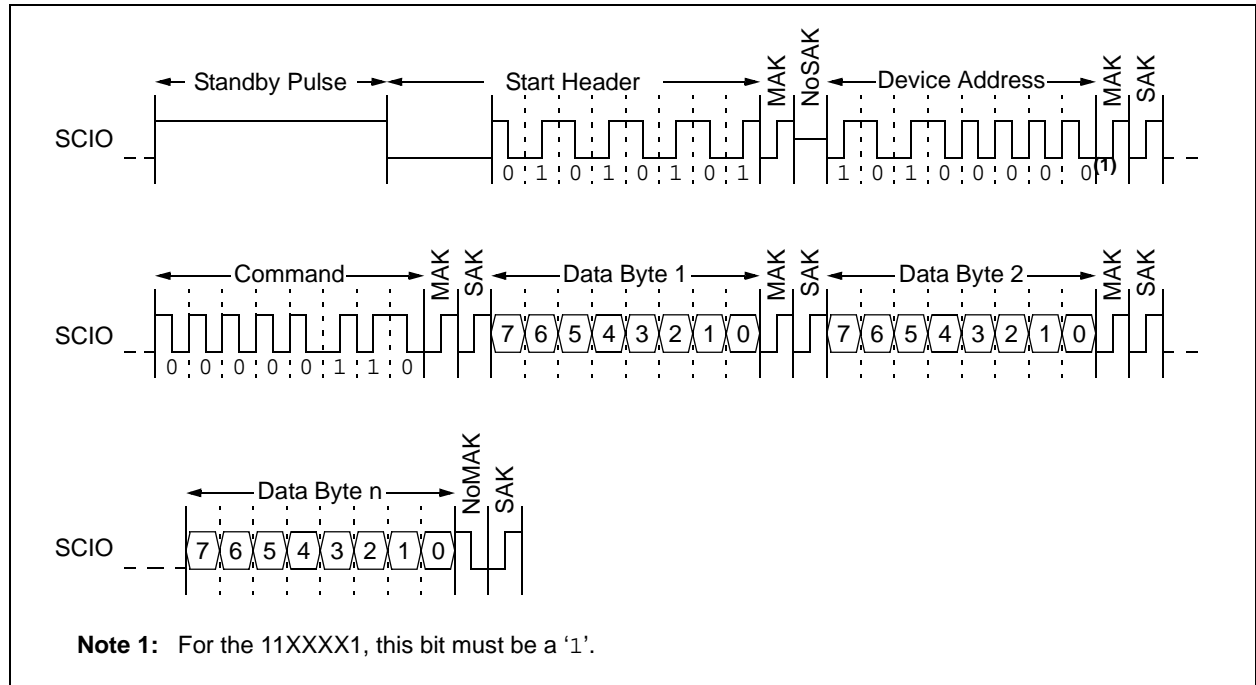 Standby Pulse Start Header MAK NoSAK Device Address MAK SAK
SCIO
0 1 0 1 0 1 0 1 1 0 1 0 0 0 0 0(1)
Command MAK SAK Data Byte 1 MAK SAK Data Byte 2 MAK SAK
SCIO
0 0 0 0 0 1 1 0 7 6 5 4 3 2 1 0 7 6 5 4 3 2 1 0
Data Byte n NoMAK SAK
SCIO
7 6 5 4 3 2 1 0
Note 1: For the 11XXXX1, this bit must be a ‘1’.